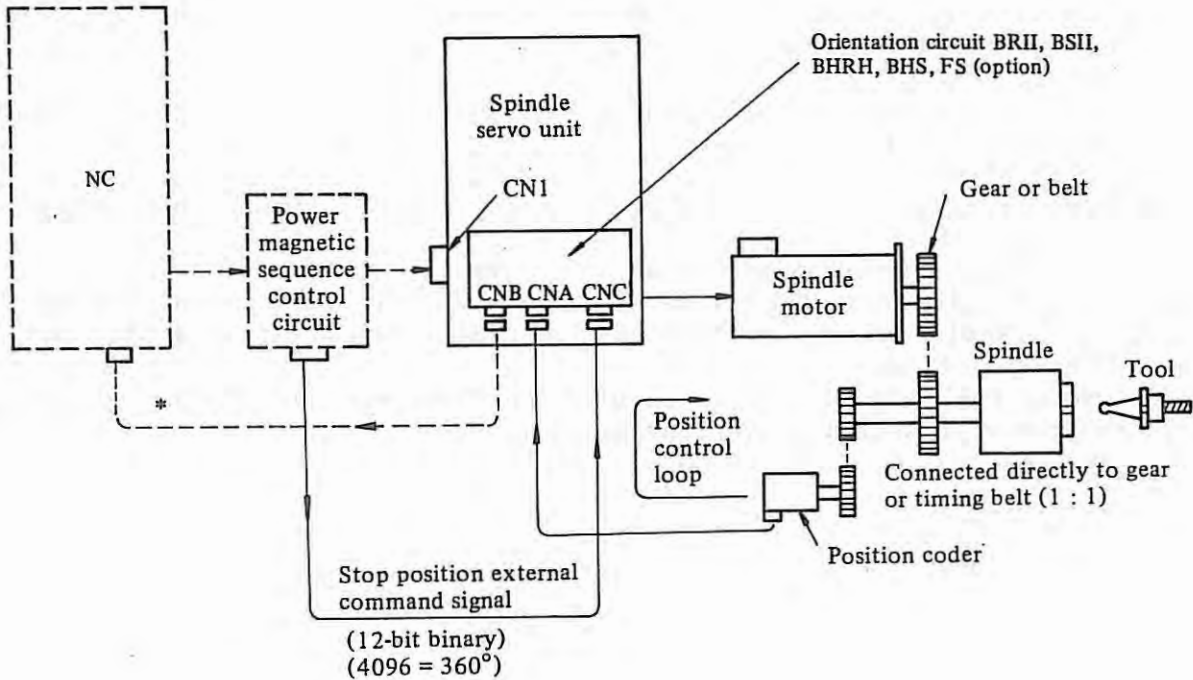 Orientation circuit BRII, BSII,
BHRH, BHS, FS (option)
Spindle
servo unit
NC
CN1
Gear or belt
Power
magnetic
sequence
control
circuit
CNB CNA CNC
Spindle
motor
Spindle
Tool
*
Position
control
loop
Connected directly to gear
or timing belt (1 : 1)
Position coder
Stop position external
command signal
(12-bit binary)
(4096 = 360°)